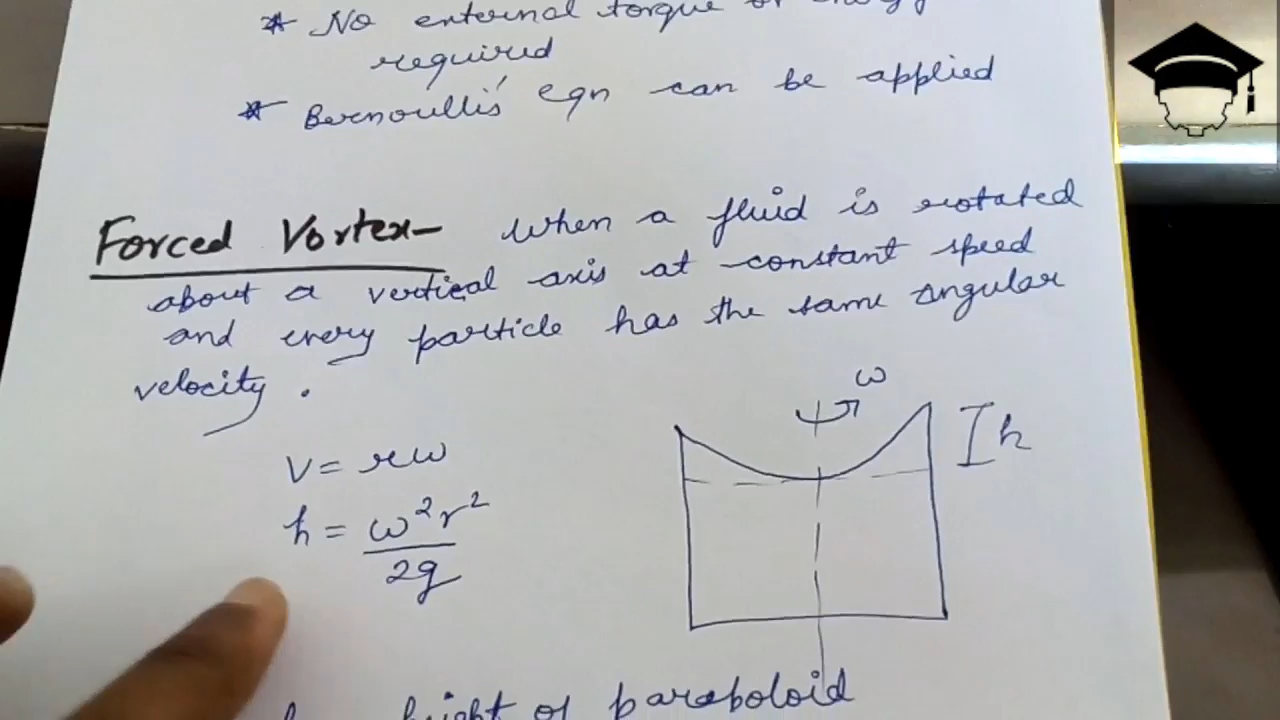 * No external torque or energy
required
* Bernoulli's eqn can be applied
Forced Vortex- When a fluid is rotated
about a vertical axis at constant speed
and every particle has the same angular
velocity.
V = rω
h = ω²r²
2g
ω
h
height of paraboloid